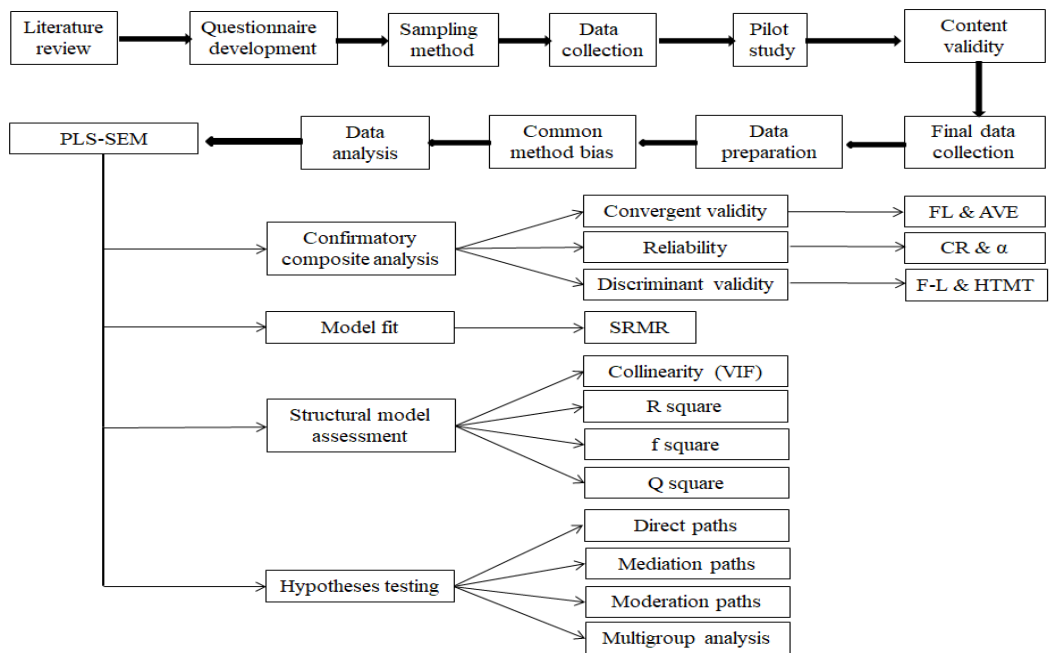 Literature
review
Questionnaire
development
Sampling
method
Data
collection
Pilot
study
Content
validity
PLS-SEM
Data
analysis
Common
method bias
Data
preparation
Final data
collection
Confirmatory
composite analysis
Convergent validity
FL & AVE
Reliability
CR & α
Discriminant validity
F-L & HTMT
Model fit
SRMR
Structural model
assessment
Collinearity (VIF)
R square
f square
Q square
Hypotheses testing
Direct paths
Mediation paths
Moderation paths
Multigroup analysis